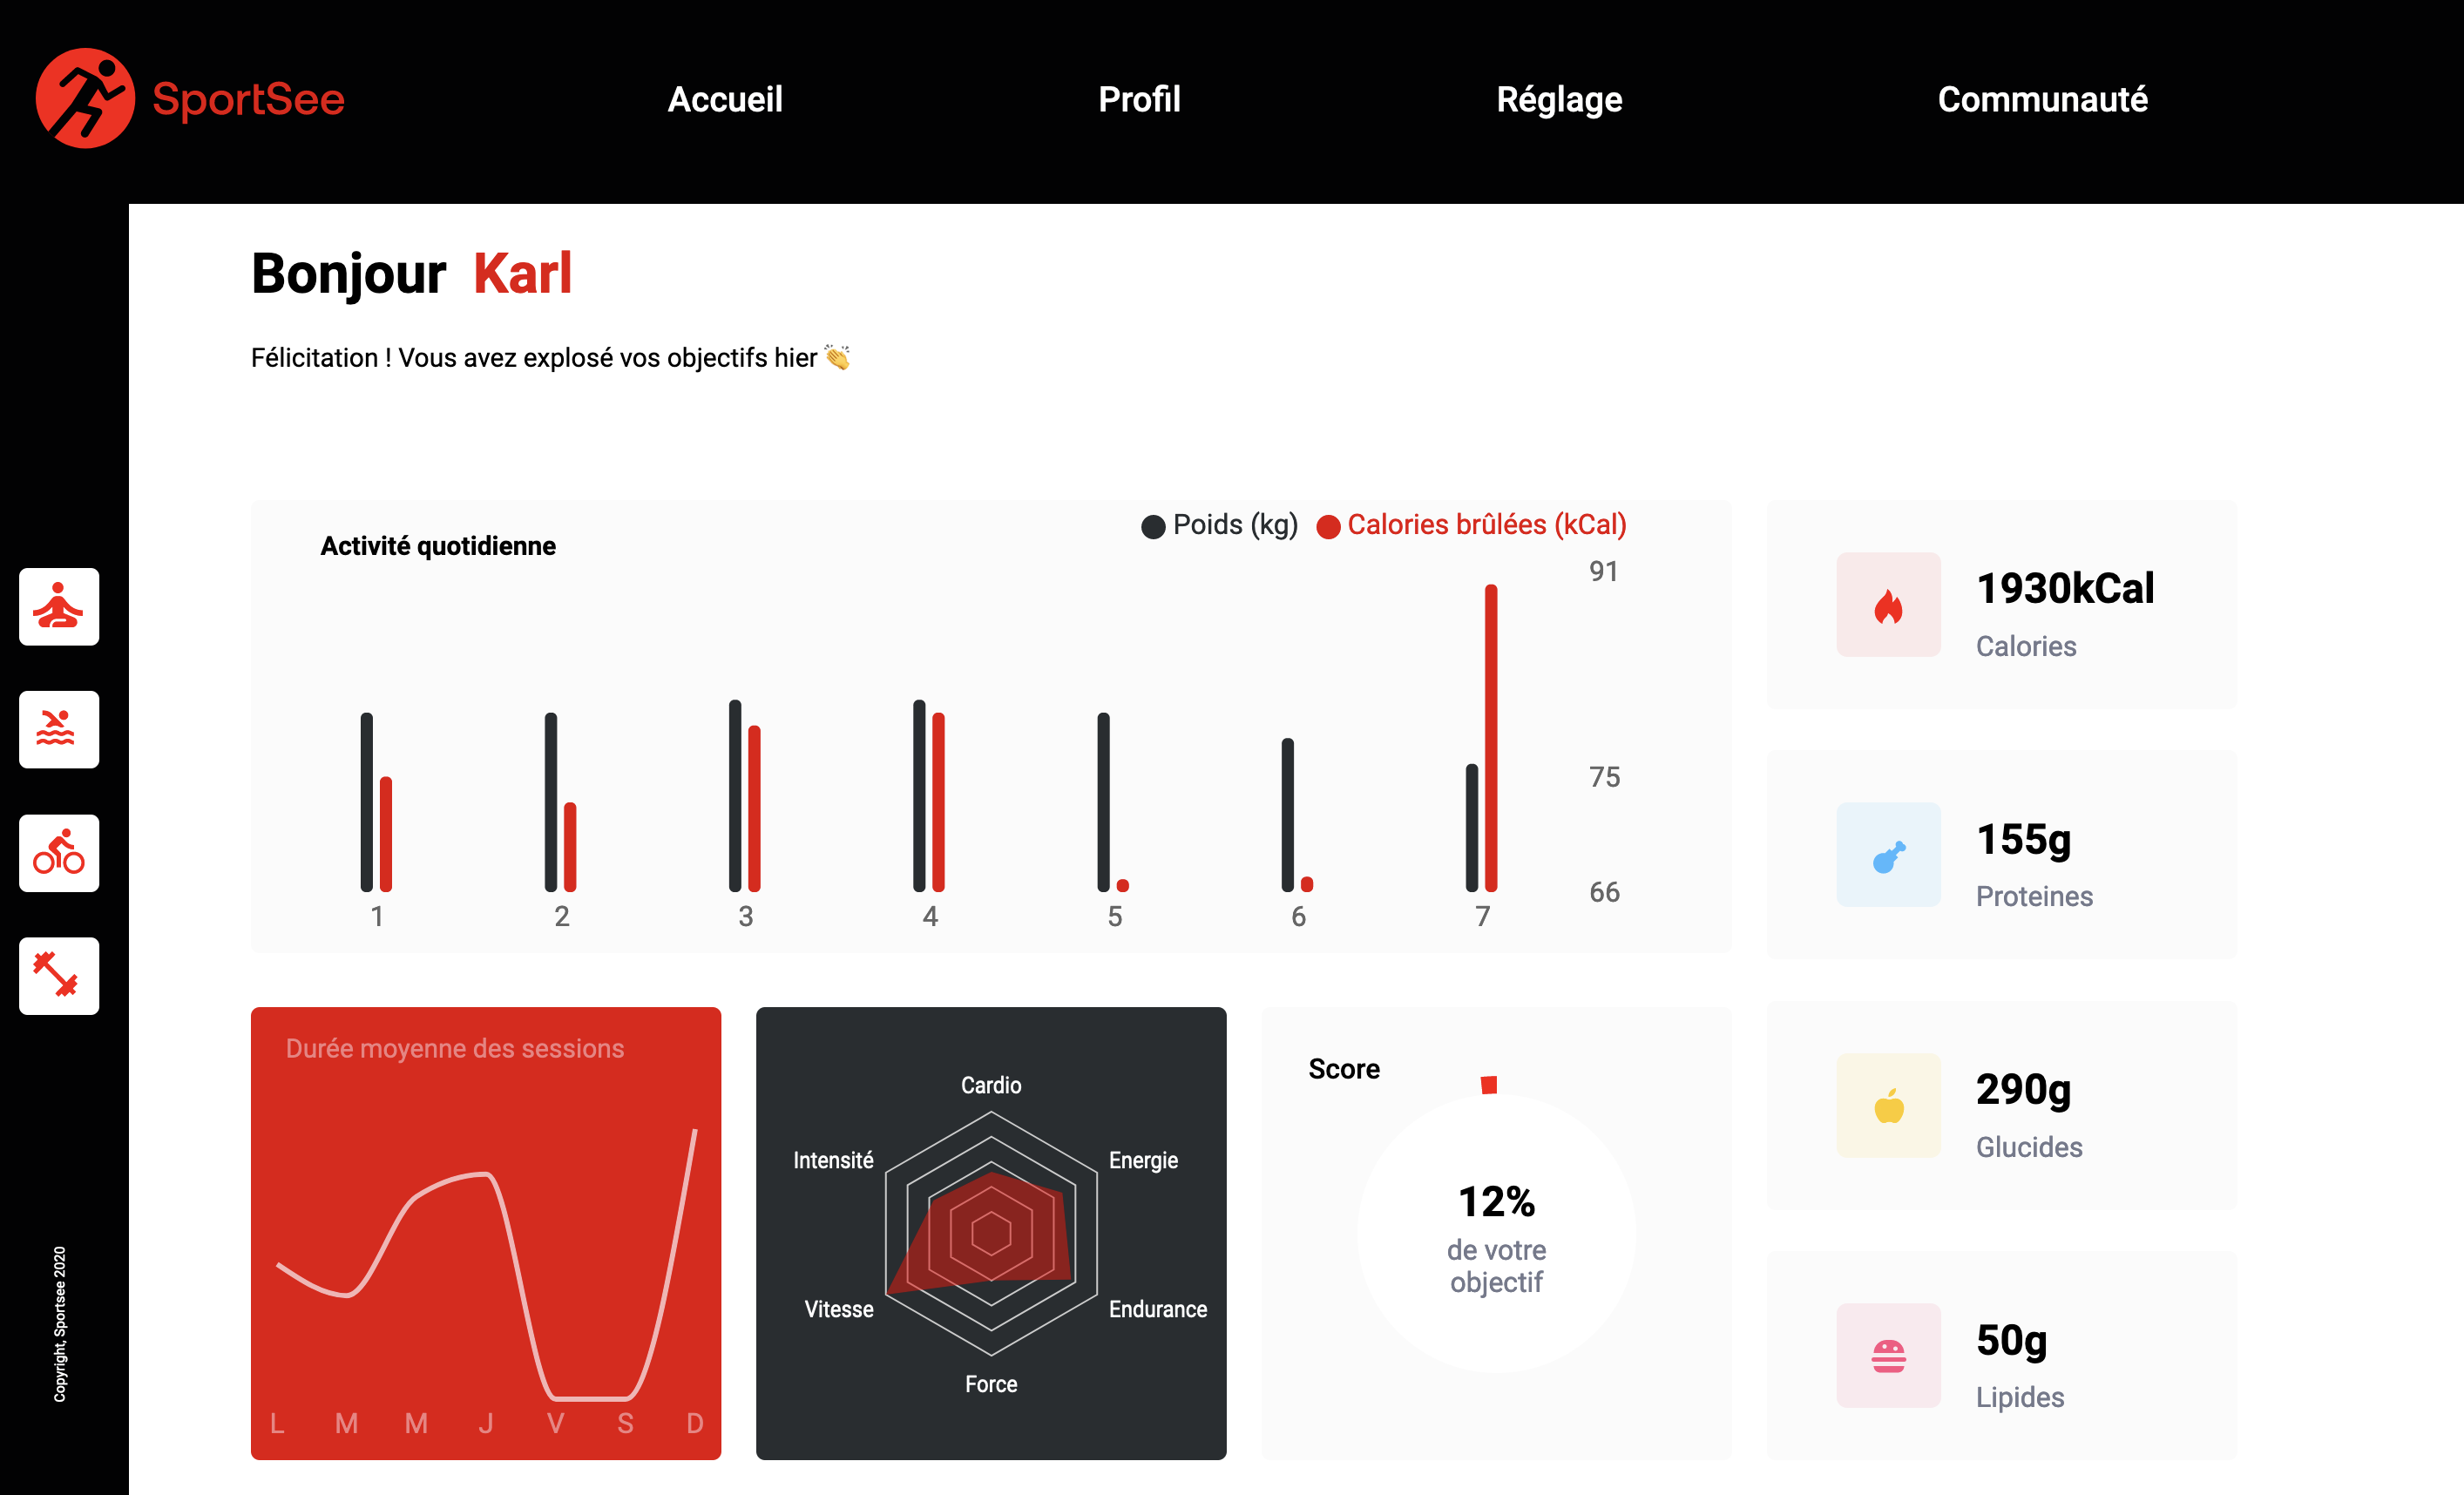 SportSee
Accueil
Profil
Réglage
Communauté
Bonjour Karl
Félicitation ! Vous avez explosé vos objectifs hier 👏
Activité quotidienne
Poids (kg)
Calories brûlées (kCal)
91
75
66
1 2 3 4 5 6 7
1930kCal
Calories
155g
Proteines
290g
Glucides
50g
Lipides
Durée moyenne des sessions
L M M J V S D
Cardio
Intensité
Energie
Vitesse
Endurance
Force
Score
12%
de votre
objectif
Copyright, Sportsee 2020